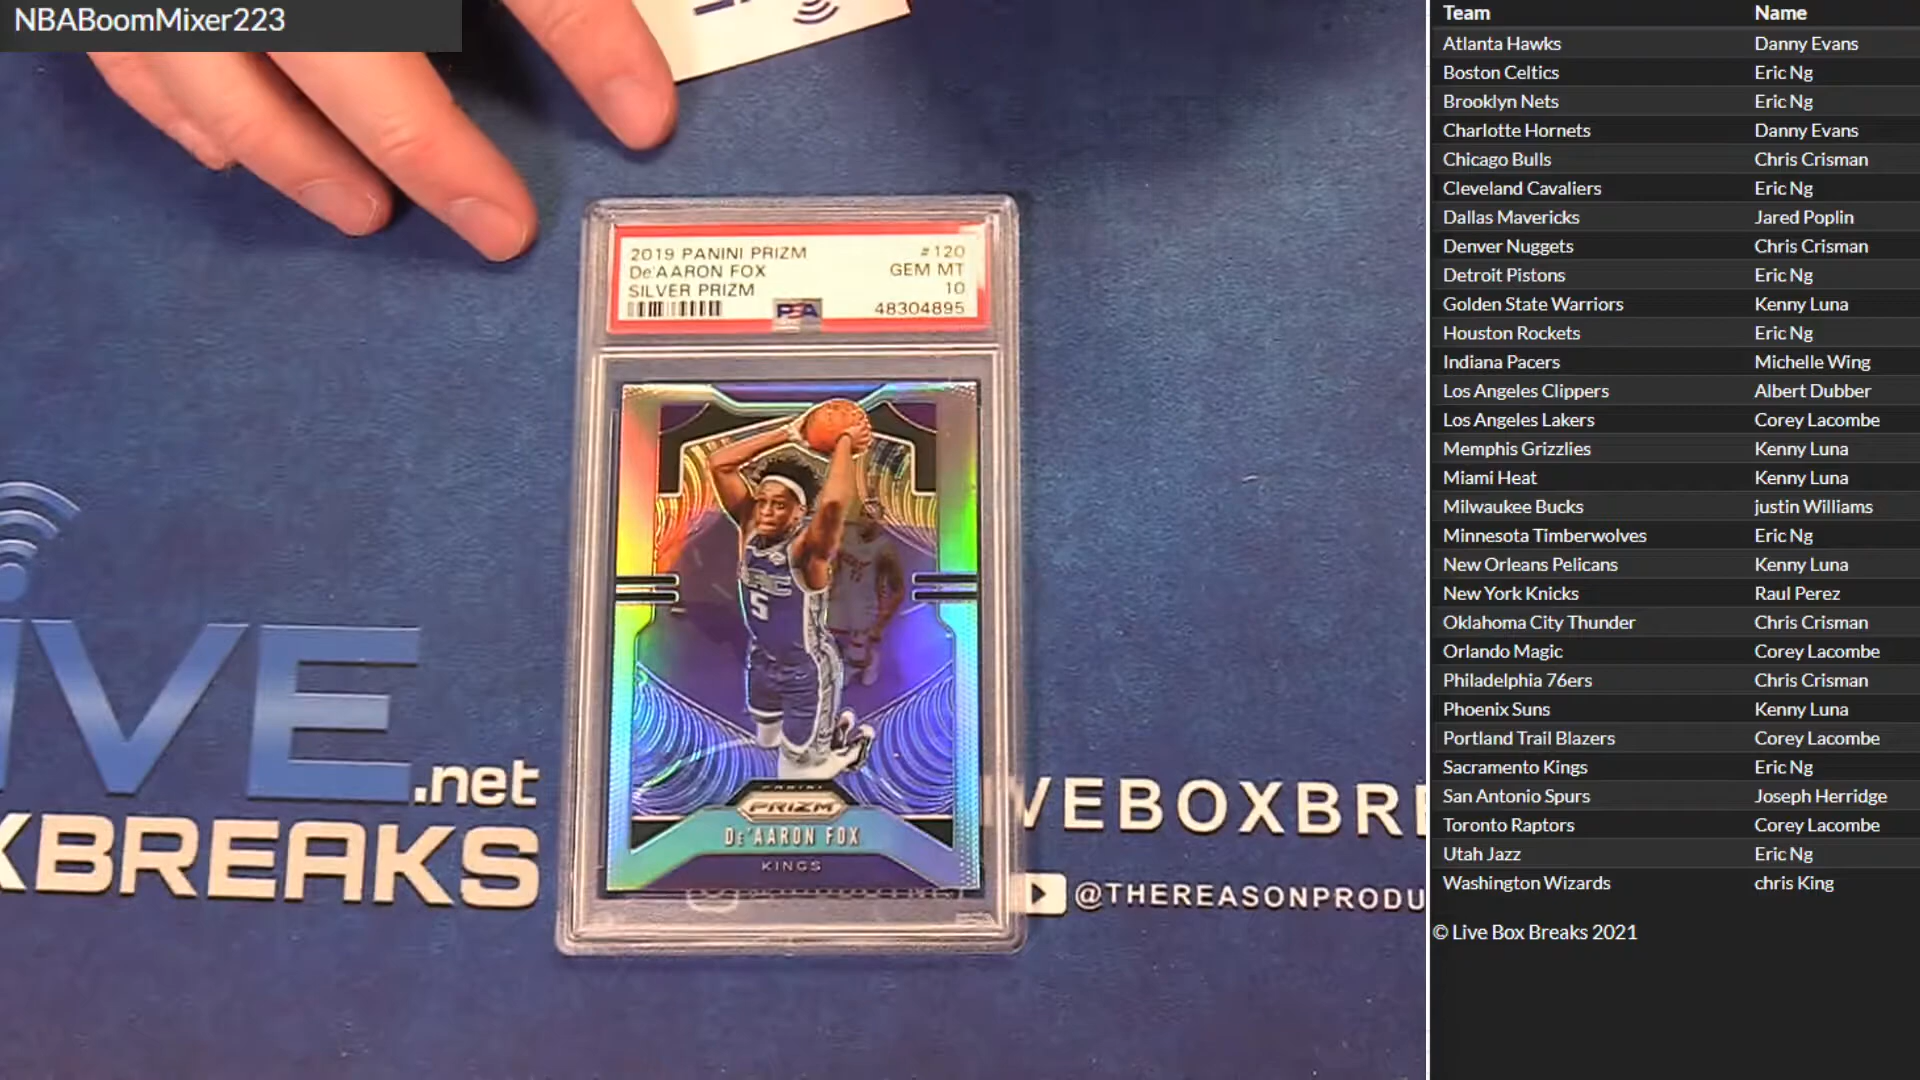 NBABoomMixer223
2019 PANINI PRIZM #120
De'AARON FOX GEM MT
SILVER PRIZM 10
PSA 48304895
5
PANINI
PRIZM
De'AARON FOX
KINGS
IVE
.net
XBREAKS
VEBOXBRE
@THEREASONPRODU
Team Name
Atlanta Hawks Danny Evans
Boston Celtics Eric Ng
Brooklyn Nets Eric Ng
Charlotte Hornets Danny Evans
Chicago Bulls Chris Crisman
Cleveland Cavaliers Eric Ng
Dallas Mavericks Jared Poplin
Denver Nuggets Chris Crisman
Detroit Pistons Eric Ng
Golden State Warriors Kenny Luna
Houston Rockets Eric Ng
Indiana Pacers Michelle Wing
Los Angeles Clippers Albert Dubber
Los Angeles Lakers Corey Lacombe
Memphis Grizzlies Kenny Luna
Miami Heat Kenny Luna
Milwaukee Bucks justin Williams
Minnesota Timberwolves Eric Ng
New Orleans Pelicans Kenny Luna
New York Knicks Raul Perez
Oklahoma City Thunder Chris Crisman
Orlando Magic Corey Lacombe
Philadelphia 76ers Chris Crisman
Phoenix Suns Kenny Luna
Portland Trail Blazers Corey Lacombe
Sacramento Kings Eric Ng
San Antonio Spurs Joseph Herridge
Toronto Raptors Corey Lacombe
Utah Jazz Eric Ng
Washington Wizards chris King
© Live Box Breaks 2021